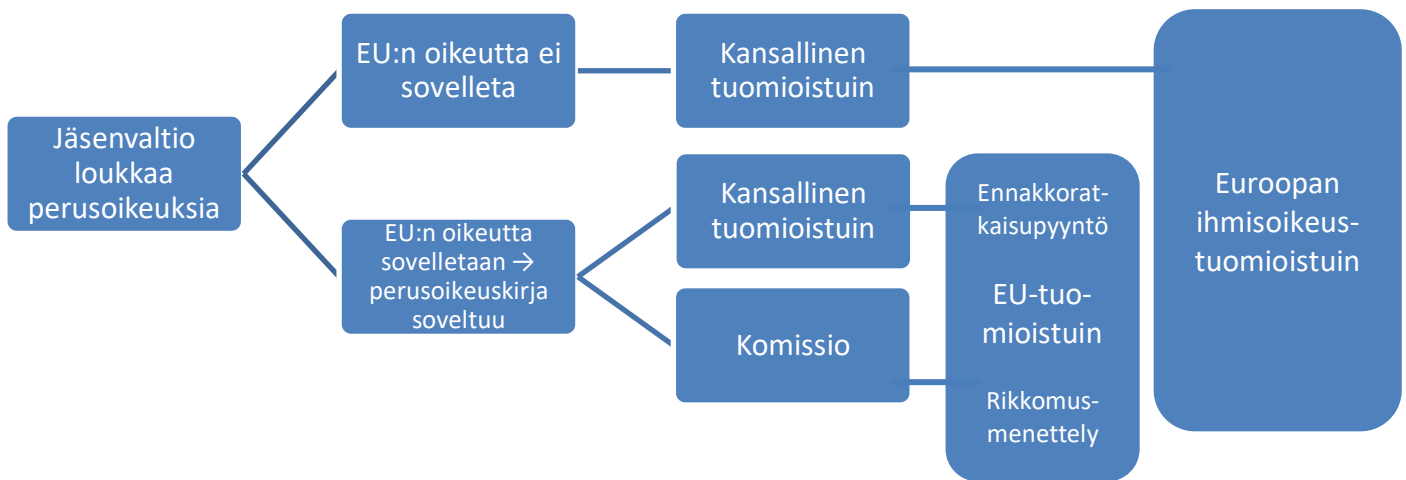 Jäsenvaltio
loukkaa
perusoikeuksia
EU:n oikeutta ei
sovelleta
Kansallinen
tuomioistuin
EU:n oikeutta
sovelletaan →
perusoikeuskirja
soveltuu
Kansallinen
tuomioistuin
Komissio
Ennakkorat-
kaisupyyntö
EU-tuo-
mioistuin
Rikkomus-
menettely
Euroopan
ihmisoikeus-
tuomioistuin